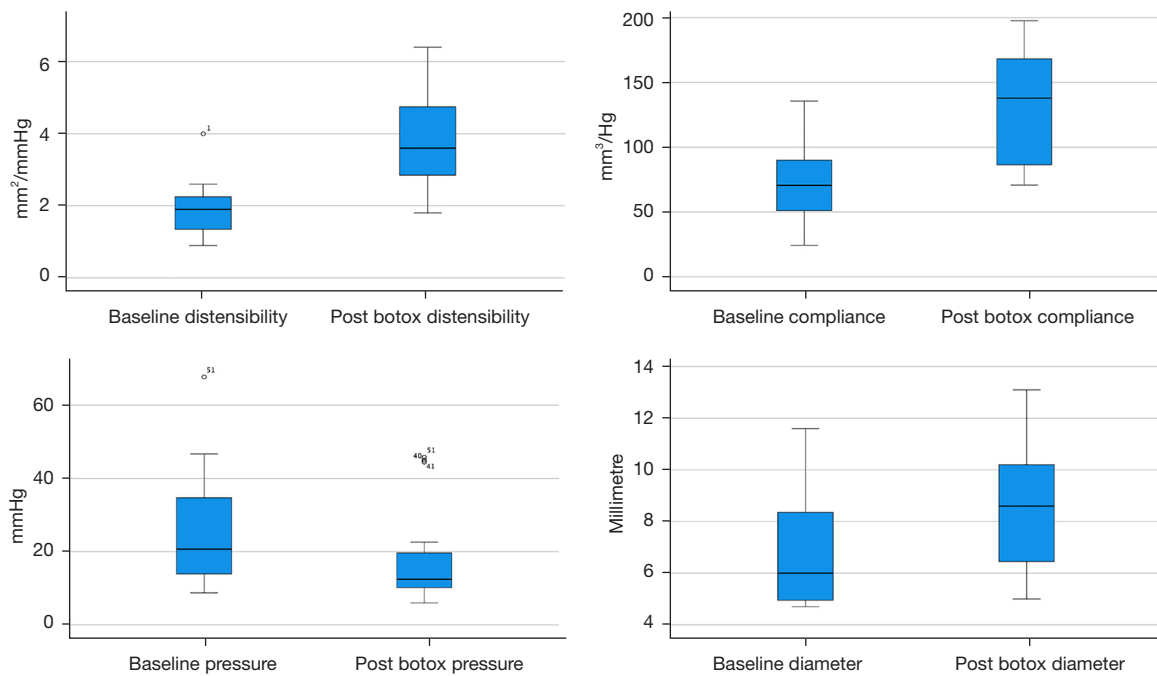 6
4
2
0
mm²/mmHg
1
Baseline distensibility
Post botox distensibility
200
150
100
50
0
mm³/Hg
Baseline compliance
Post botox compliance
60
40
20
0
mmHg
51
40
51
41
Baseline pressure
Post botox pressure
14
12
10
8
6
4
Millimetre
Baseline diameter
Post botox diameter